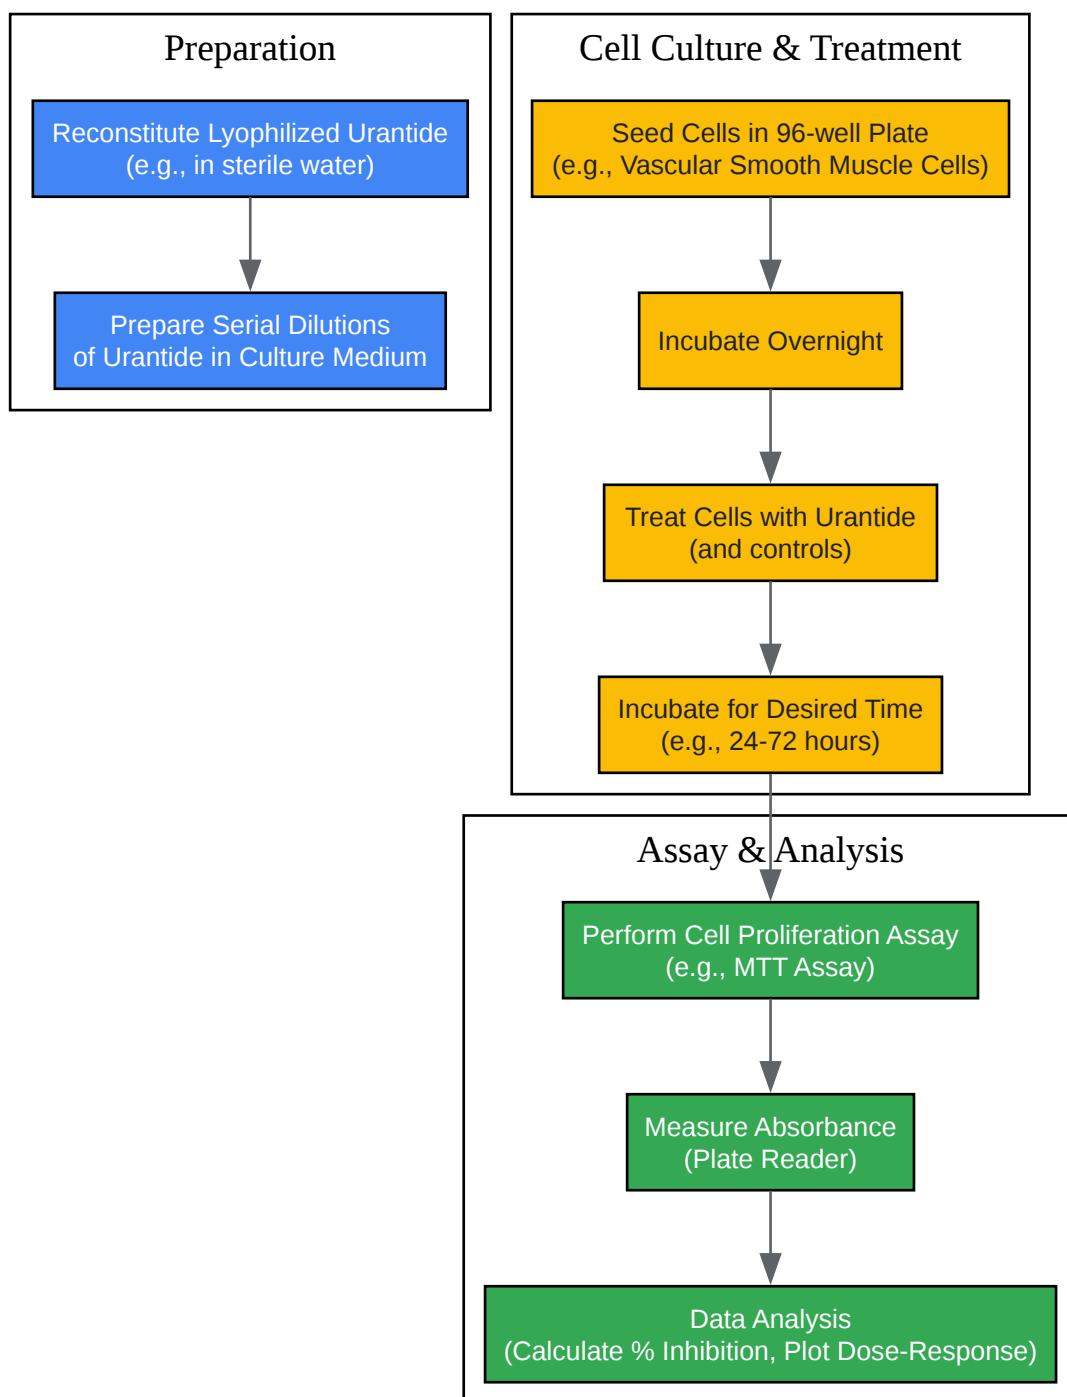 Preparation
Reconstitute Lyophilized Urantide
(e.g., in sterile water)
Prepare Serial Dilutions
of Urantide in Culture Medium
Cell Culture & Treatment
Seed Cells in 96-well Plate
(e.g., Vascular Smooth Muscle Cells)
Incubate Overnight
Treat Cells with Urantide
(and controls)
Incubate for Desired Time
(e.g., 24-72 hours)
Assay & Analysis
Perform Cell Proliferation Assay
(e.g., MTT Assay)
Measure Absorbance
(Plate Reader)
Data Analysis
(Calculate % Inhibition, Plot Dose-Response)